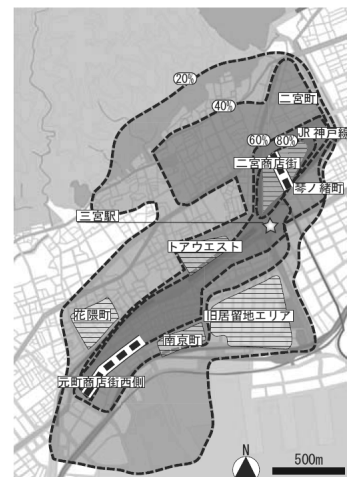 20%
二宮町
40%
60%
80%
JR神戸線
二宮商店街
琴ノ緒町
三宮駅
トアウエスト
花隈町
旧居留地エリア
南京町
元町商店街西側
N
500m